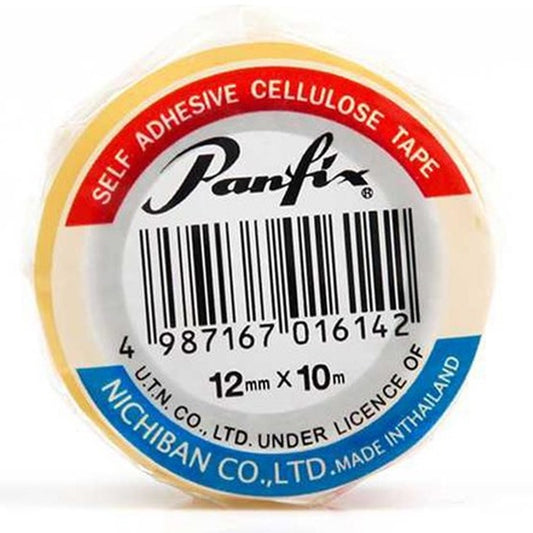 SELF ADHESIVE CELLULOSE TAPE
Panfix®
4 987167 016142
12mm X 10m
U.T.N. CO., LTD. UNDER LICENCE OF
NICHIBAN CO.,LTD. MADE INTHAILAND